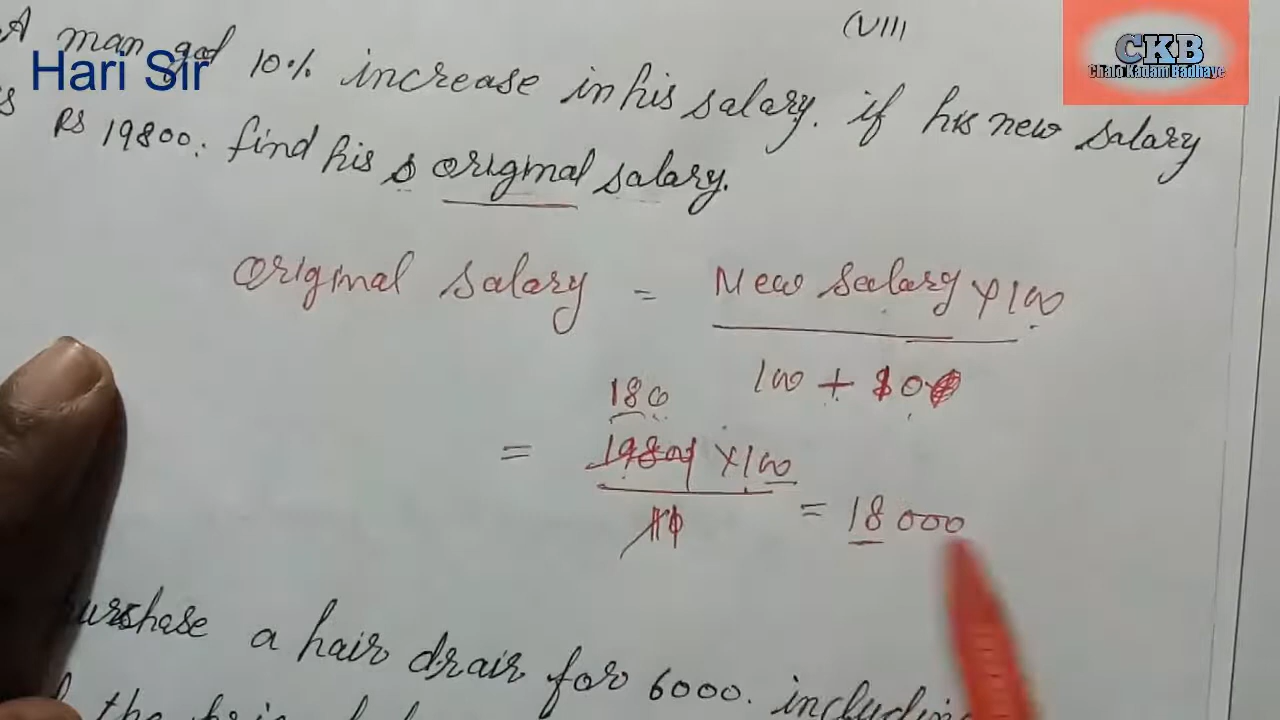 (VIII)
CKB
Chalo Kadam Badhaye
Hari Sir
A man got 10% increase in his salary. if his new salary
Rs 19800. find his original salary.
Original Salary = New Salary × 100
100 + 10
180
= 19800 × 100
110
= 18000
a hair drair for 6000. includin
the